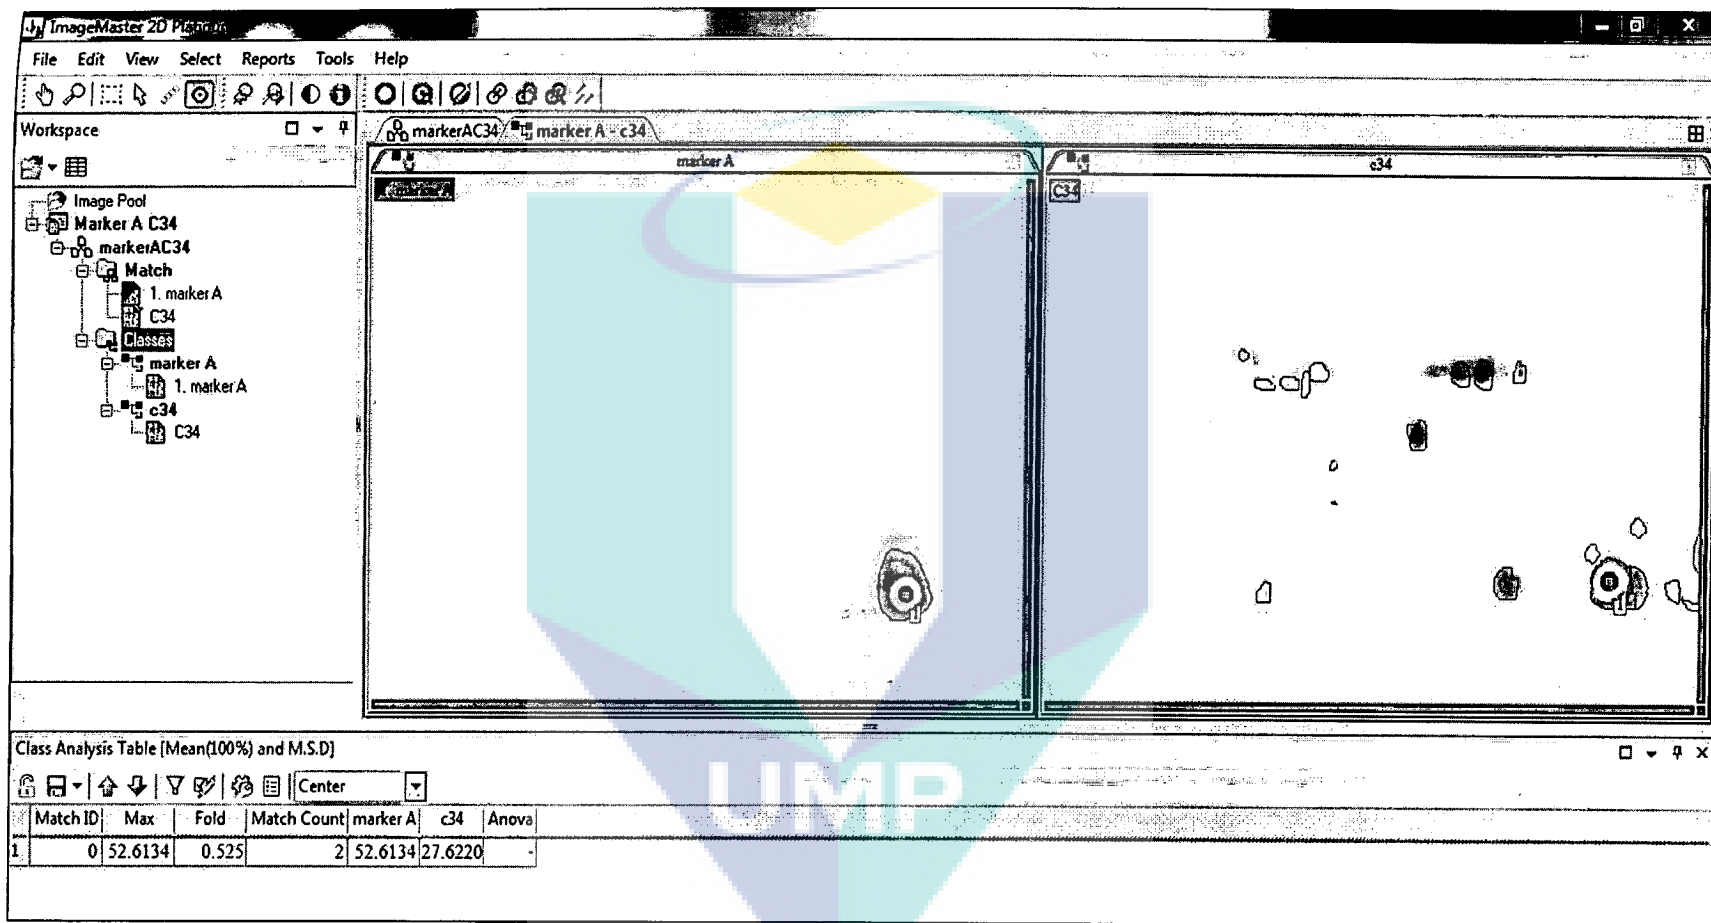 ImageMaster 2D Platinum
File Edit View Select Reports Tools Help
Workspace
markerAC34 marker A - c34
marker A
c34
marker A
C34
Image Pool
Marker A C34
markerAC34
Match
1. marker A
C34
Classes
marker A
1. marker A
c34
C34
UMP
Class Analysis Table [Mean(100%) and M.S.D]
Center
Match ID Max Fold Match Count marker A c34 Anova
1 0 52.6134 0.525 2 52.6134 27.6220 -